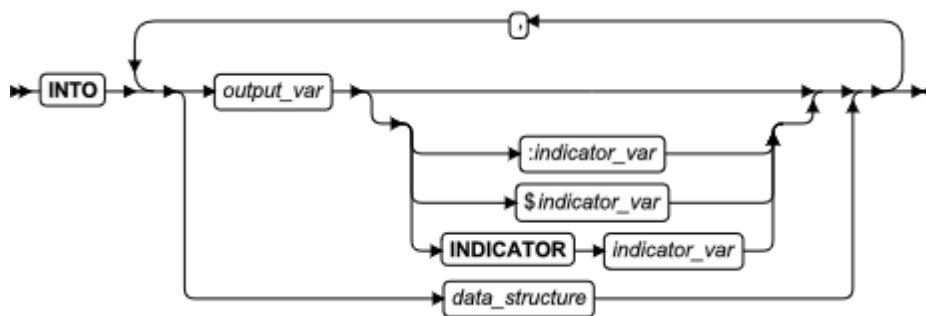 ,
INTO output_var
:indicator_var
$indicator_var
INDICATOR indicator_var
data_structure